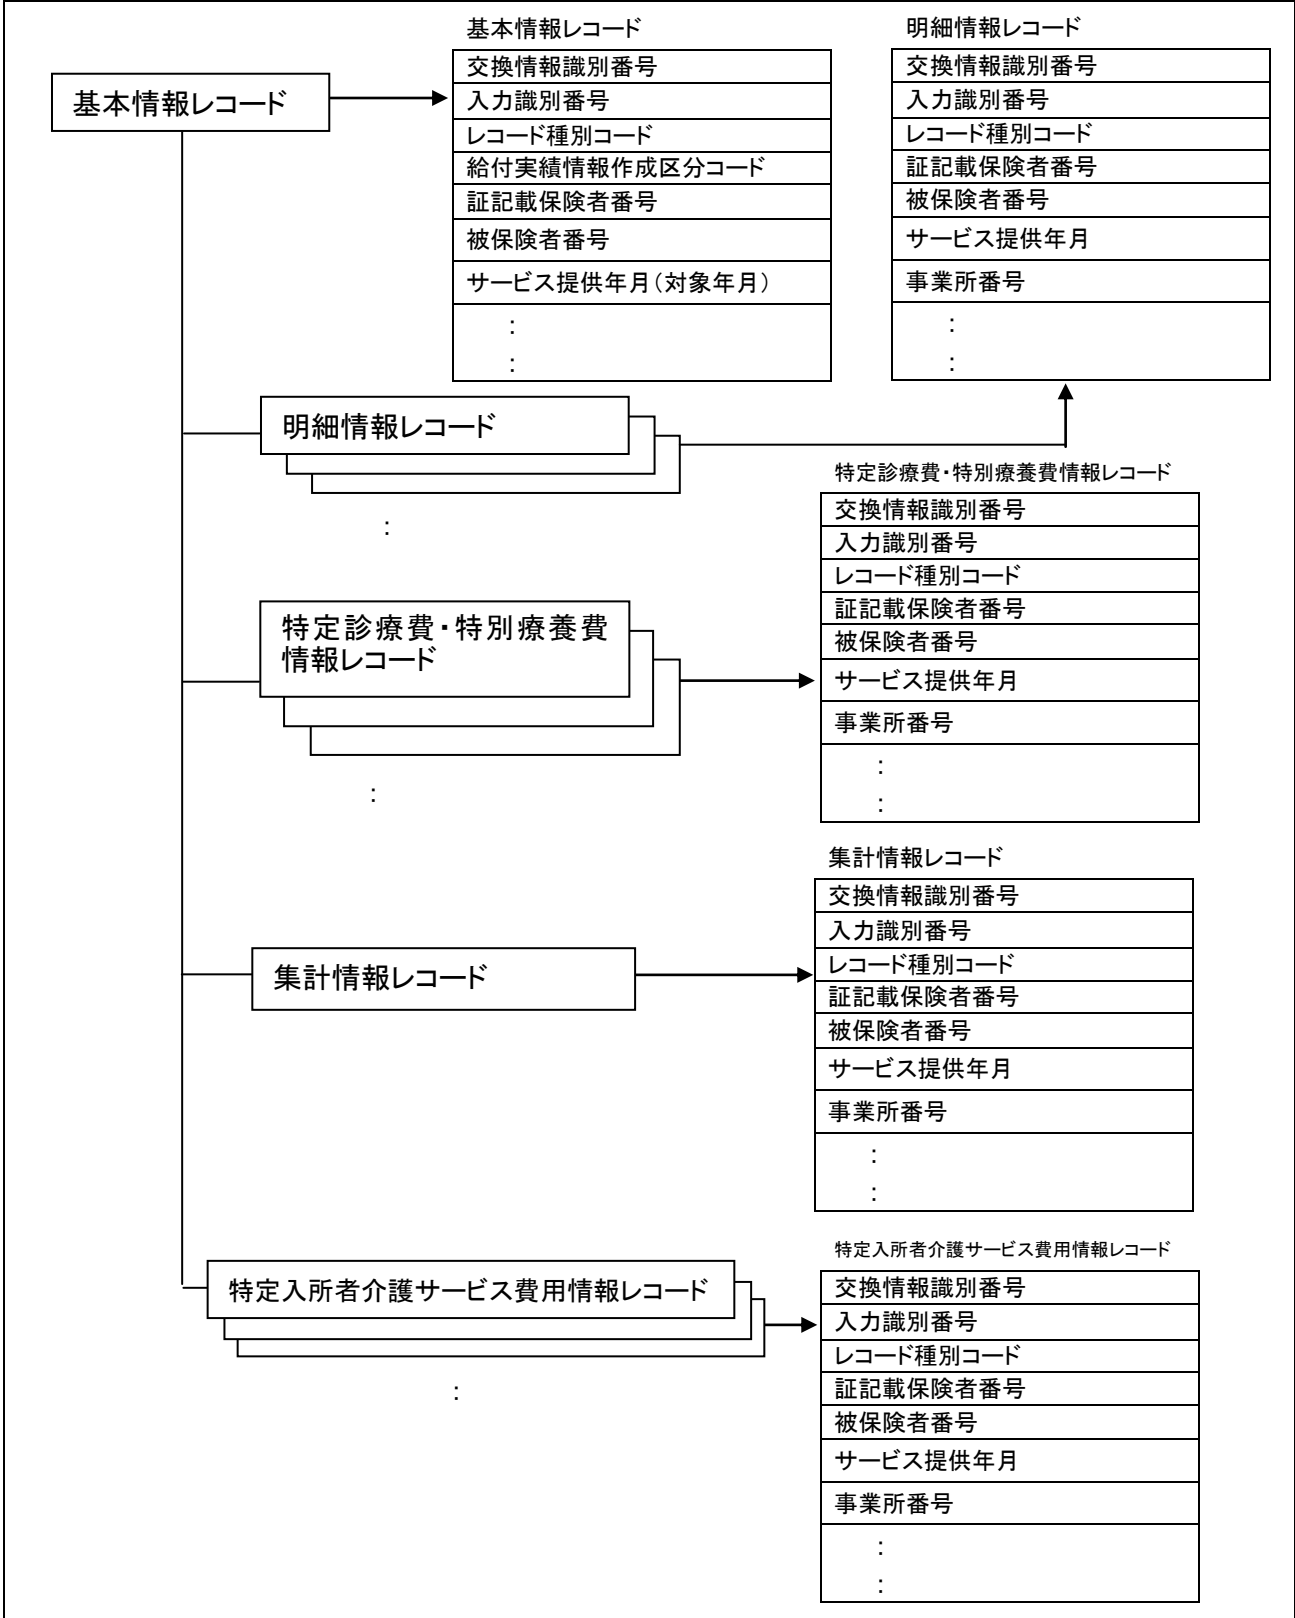 基本情報レコード
基本情報レコード
交換情報識別番号
入力識別番号
レコード種別コード
給付実績情報作成区分コード
証記載保険者番号
被保険者番号
サービス提供年月(対象年月)
:
:
明細情報レコード
交換情報識別番号
入力識別番号
レコード種別コード
証記載保険者番号
被保険者番号
サービス提供年月
事業所番号
:
:
明細情報レコード
:
特定診療費・特別療養費情報レコード
交換情報識別番号
入力識別番号
レコード種別コード
証記載保険者番号
被保険者番号
サービス提供年月
事業所番号
:
:
特定診療費・特別療養費
情報レコード
:
集計情報レコード
交換情報識別番号
入力識別番号
レコード種別コード
証記載保険者番号
被保険者番号
サービス提供年月
事業所番号
:
:
集計情報レコード
特定入所者介護サービス費用情報レコード
交換情報識別番号
入力識別番号
レコード種別コード
証記載保険者番号
被保険者番号
サービス提供年月
事業所番号
:
:
特定入所者介護サービス費用情報レコード
: